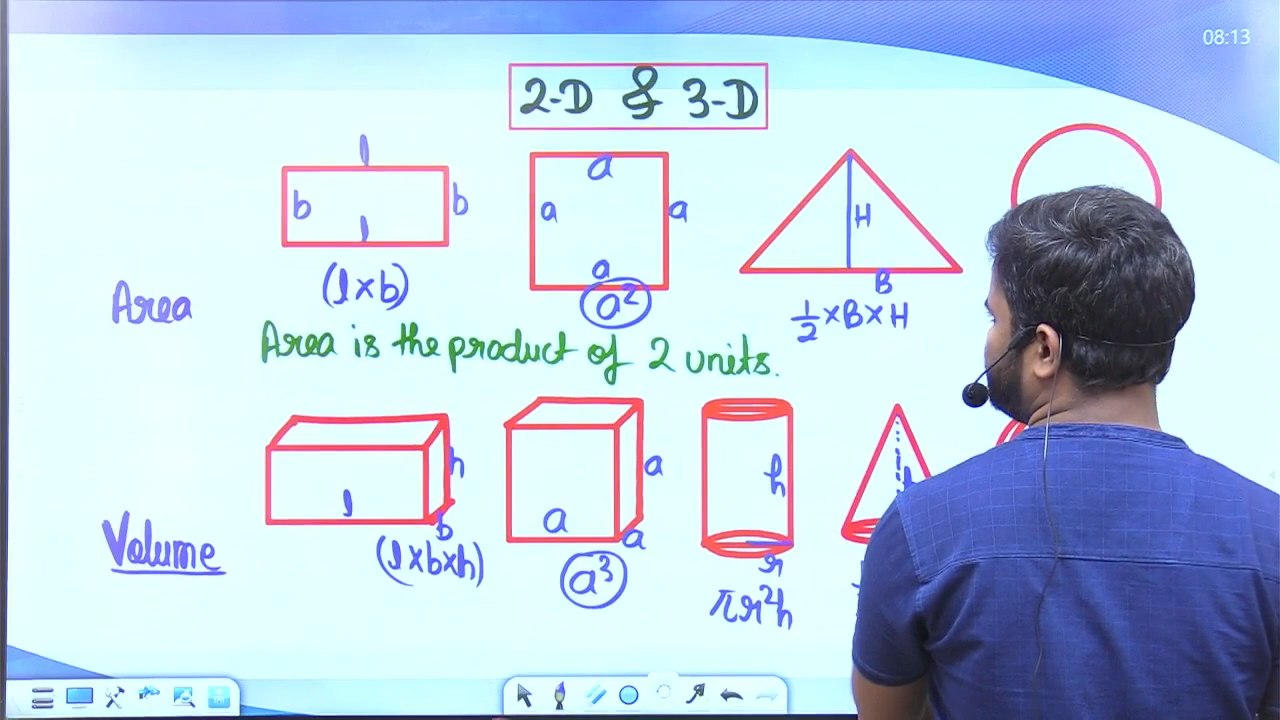 08:13
2-D & 3-D
l
b b
l
(l×b)
a
a a
a
a²
H
B
1/2 ×B×H
Area
Area is the product of 2 units.
h
l
b
(l×b×h)
a
a
a
a³
h
r
πr²h
Volume